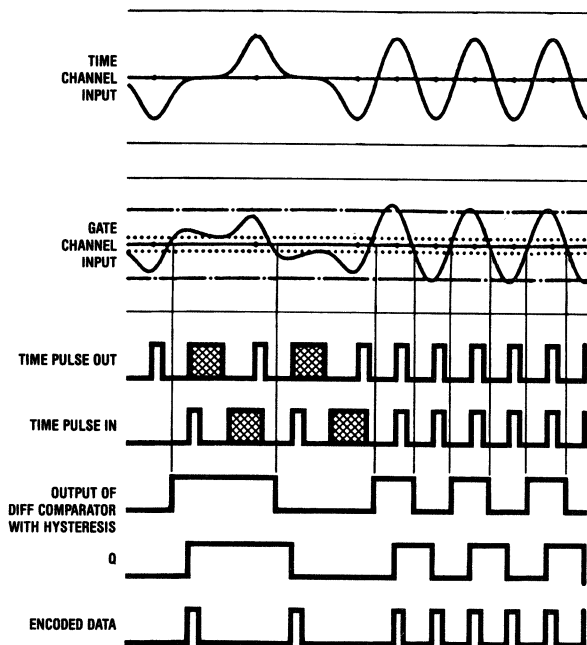 TIME
CHANNEL
INPUT
GATE
CHANNEL
INPUT
TIME PULSE OUT
TIME PULSE IN
OUTPUT OF
DIFF COMPARATOR
WITH HYSTERESIS
Q
ENCODED DATA